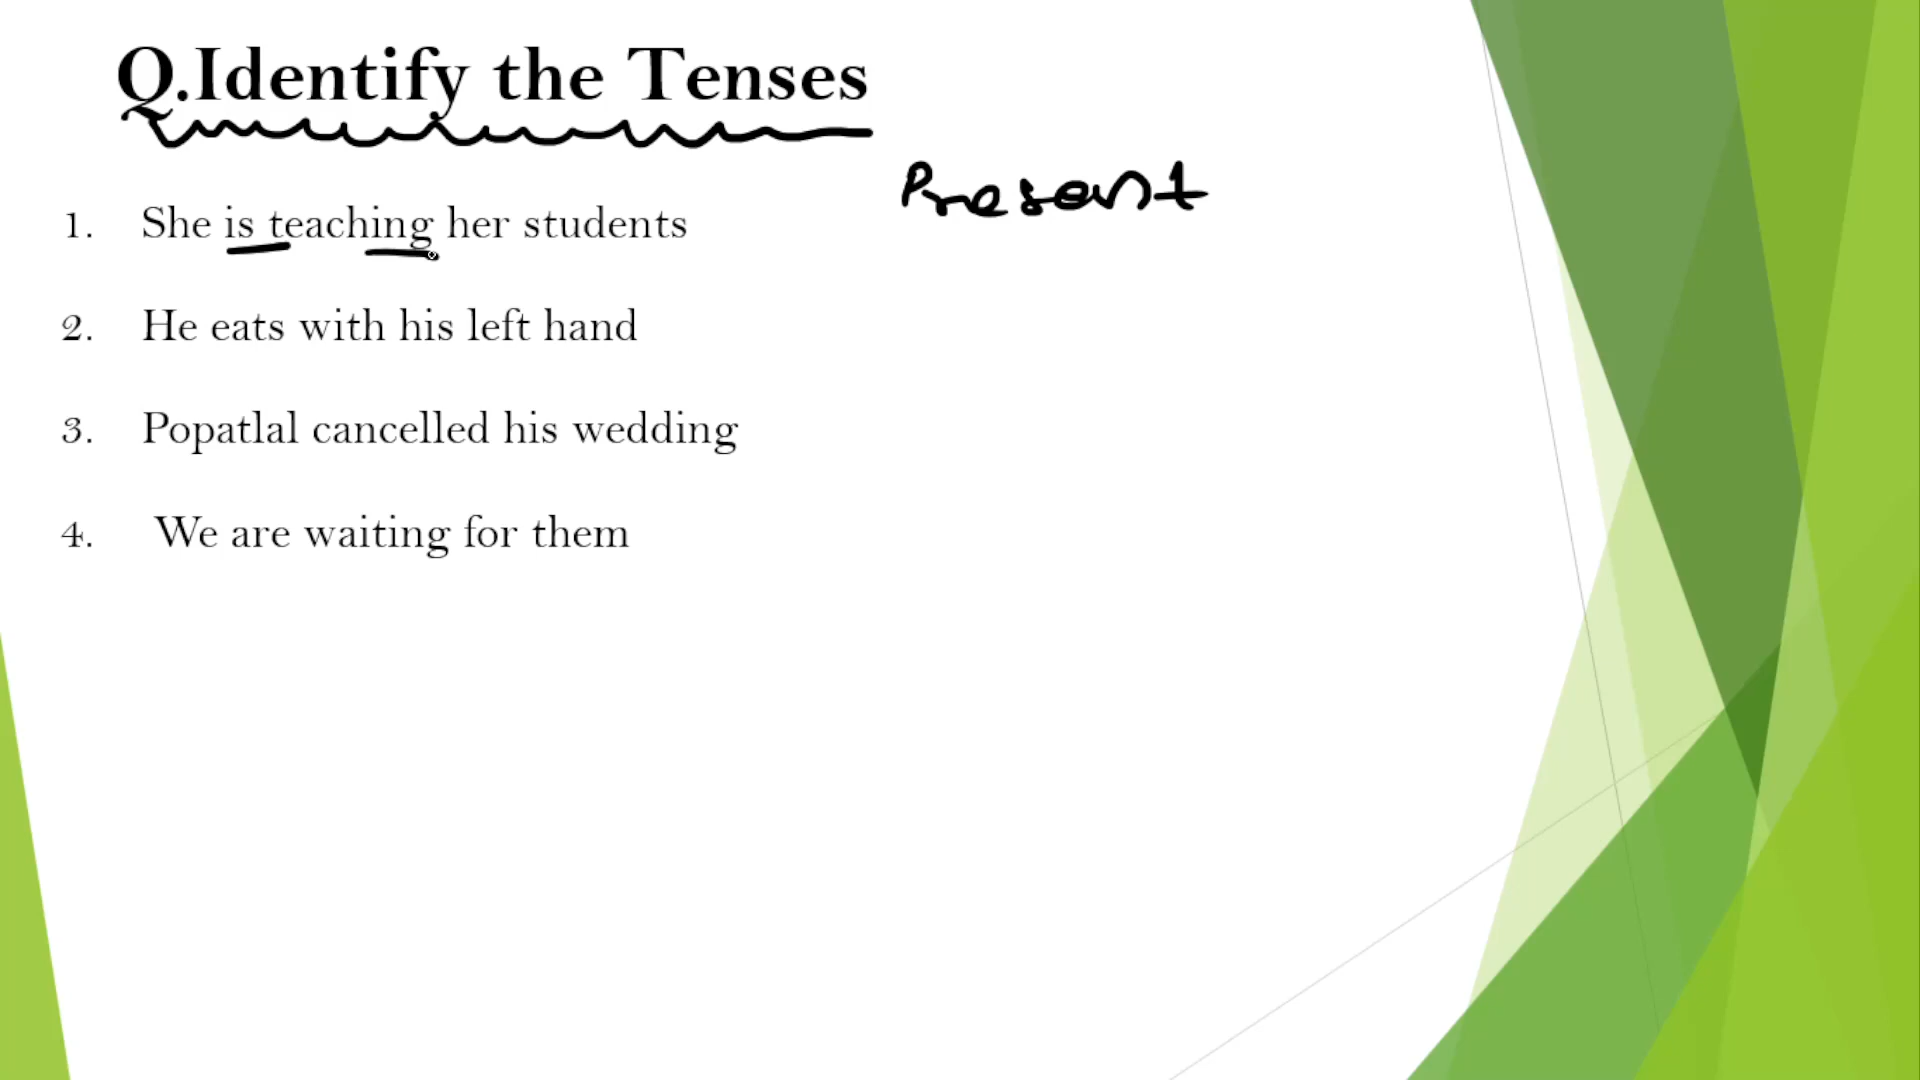 Q.Identify the Tenses
Present
1. She is teaching her students
2. He eats with his left hand
3. Popatlal cancelled his wedding
4. We are waiting for them